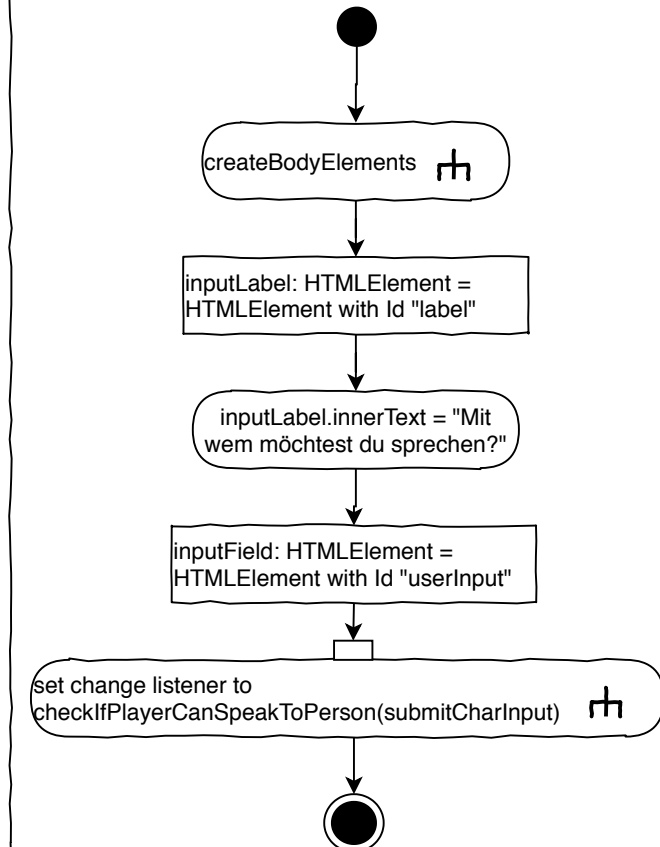 createBodyElements
inputLabel: HTMLElement =
HTMLElement with Id "label"
inputLabel.innerText = "Mit
wem möchtest du sprechen?"
inputField: HTMLElement =
HTMLElement with Id "userInput"
set change listener to
checkIfPlayerCanSpeakToPerson(submitCharInput)